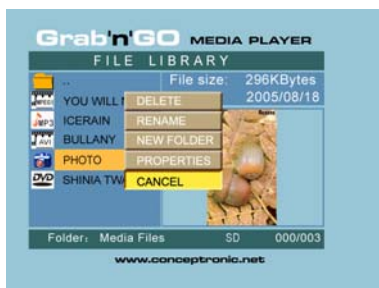 Grab'n'GO MEDIA PLAYER
FILE LIBRARY
..
File size: 296KBytes
2005/08/18
MPEG1 YOU WILL
MP3 ICERAIN
AVI BULLANY
PHOTO
DVD SHINIA TW
DELETE
RENAME
NEW FOLDER
PROPERTIES
CANCEL
Folder: Media Files SD 000/003
www.conceptronic.net